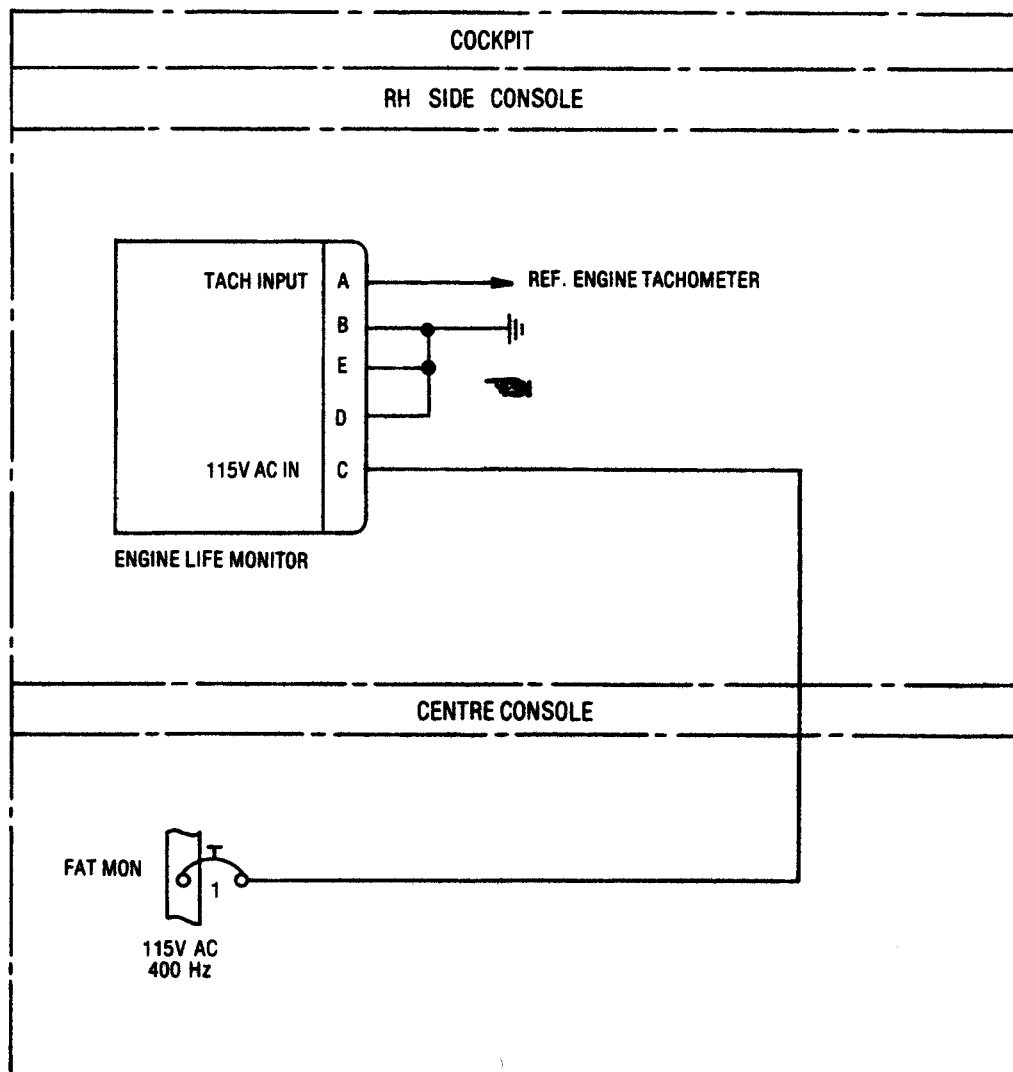 COCKPIT
RH SIDE CONSOLE
TACH INPUT A REF. ENGINE TACHOMETER
B
E
D
115V AC IN C
ENGINE LIFE MONITOR
CENTRE CONSOLE
FAT MON
1
115V AC
400 Hz